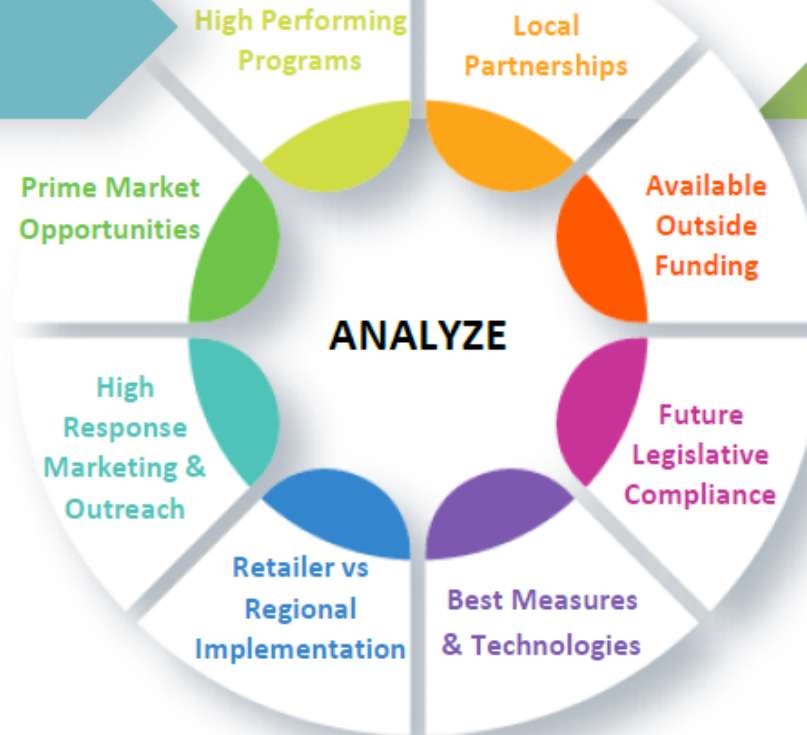 High Performing
Programs
Local
Partnerships
Available
Outside
Funding
Future
Legislative
Compliance
Best Measures
& Technologies
Retailer vs
Regional
Implementation
High
Response
Marketing &
Outreach
Prime Market
Opportunities
ANALYZE